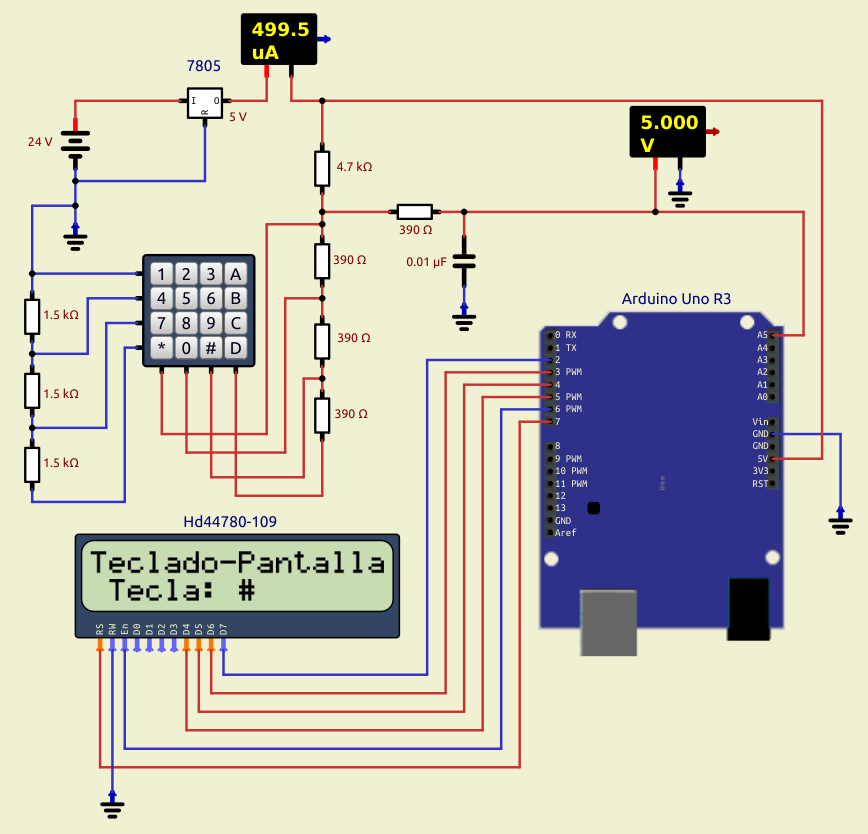 499.5
uA
7805
I O
R
5 V
24 V
4.7 kΩ
5.000
V
390 Ω
390 Ω
0.01 µF
1 2 3 A
4 5 6 B
7 8 9 C
* 0 # D
1.5 kΩ
1.5 kΩ
1.5 kΩ
390 Ω
390 Ω
Arduino Uno R3
0 RX
1 TX
2
3 PWM
4
5 PWM
6 PWM
7
8
9 PWM
10 PWM
11 PWM
12
13
GND
Aref
A5
A4
A3
A2
A1
A0
Vin
GND
GND
5V
3V3
RST
Uno
Hd44780-109
Teclado-Pantalla
Tecla: #
RS RW En D0 D1 D2 D3 D4 D5 D6 D7